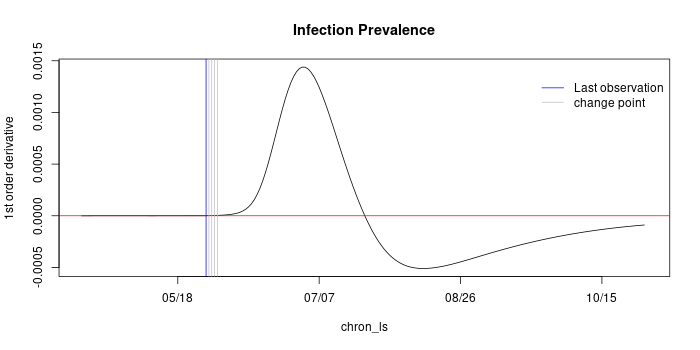 Infection Prevalence
1st order derivative
0.0015
0.0010
0.0005
0.0000
-0.0005
Last observation
change point
05/18 07/07 08/26 10/15
chron_ls